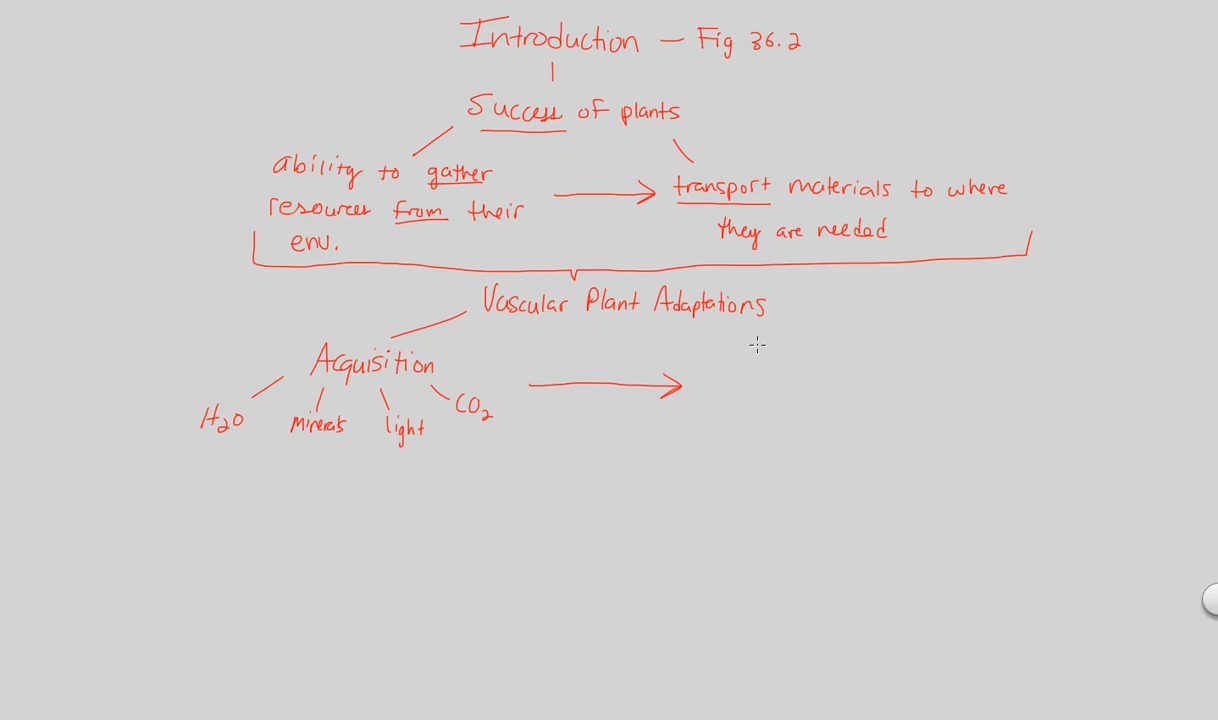 Introduction — Fig 36.2
Success of plants
ability to gather
resources from their
env.
transport materials to where
they are needed
Vascular Plant Adaptations
Acquisition
H₂O
Minerals
light
CO₂